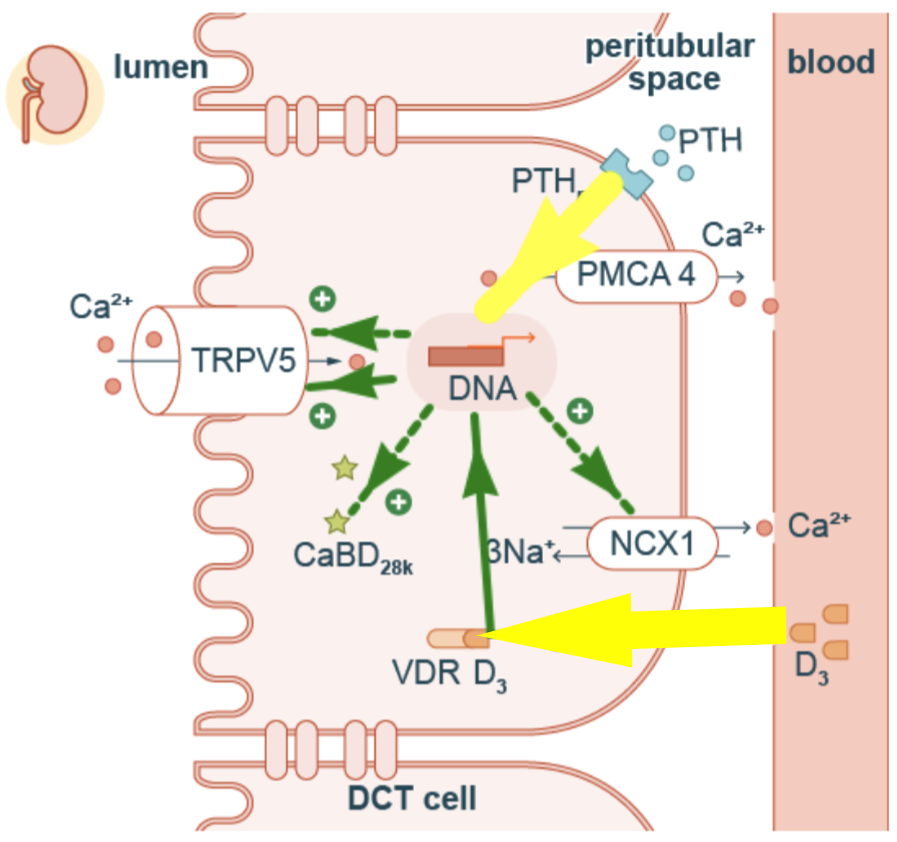 lumen
peritubular
space
blood
PTH
PTH
Ca²⁺
PMCA 4
Ca²⁺
TRPV5
DNA
CaBD₂₈ₖ
3Na⁺
NCX1
Ca²⁺
VDR D₃
D₃
DCT cell